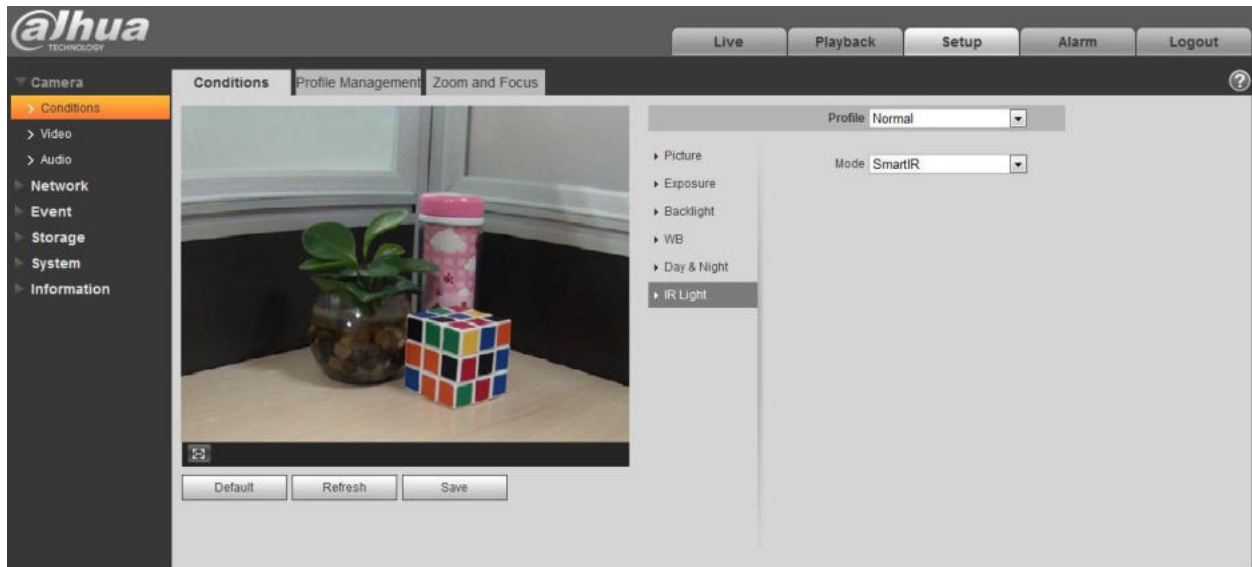 alhua
TECHNOLOGY
Live
Playback
Setup
Alarm
Logout
Camera
Conditions
Video
Audio
Network
Event
Storage
System
Information
Conditions
Profile Management
Zoom and Focus
?
Profile Normal
Picture
Exposure
Backlight
WB
Day & Night
IR Light
Mode SmartIR
Default
Refresh
Save